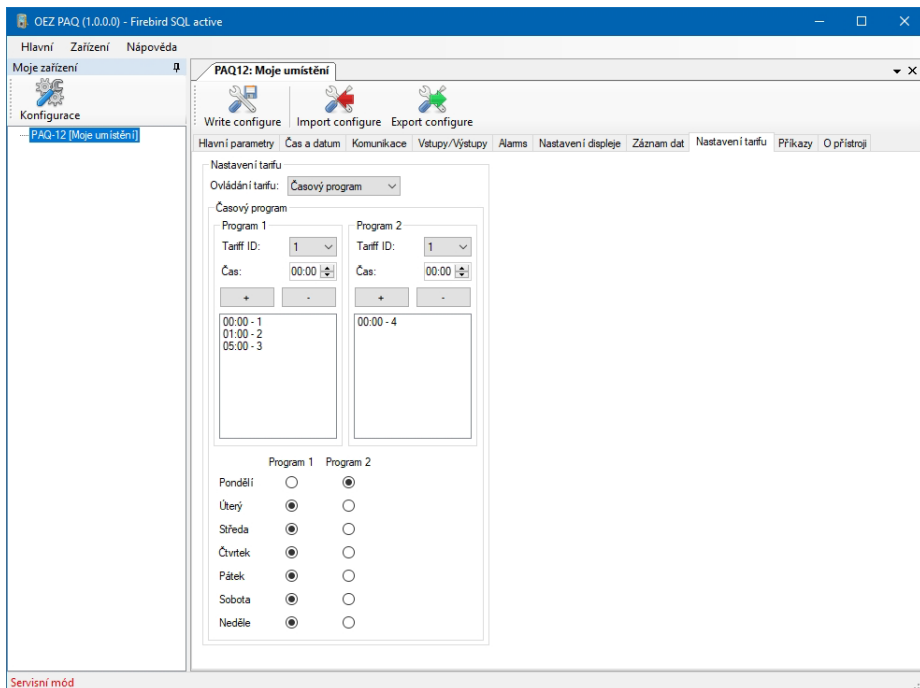 OEZ PAQ (1.0.0.0) - Firebird SQL active
Hlavní Zařízení Nápověda
Moje zařízení
Konfigurace
PAQ-12 [Moje umístění]
PAQ12: Moje umístění
Write configure Import configure Export configure
Hlavní parametry Čas a datum Komunikace Vstupy/Výstupy Alarms Nastavení displeje Záznam dat Nastavení tarifu Příkazy O přístroji
Nastavení tarifu
Ovládání tarifu: Časový program
Časový program
Program 1 Program 2
Tariff ID: 1 Tariff ID: 1
Čas: 00:00 Čas: 00:00
+ - + -
00:00 - 1 00:00 - 4
01:00 - 2
05:00 - 3
Program 1 Program 2
Pondělí
Úterý
Středa
Čtvrtek
Pátek
Sobota
Neděle
Servisní mód